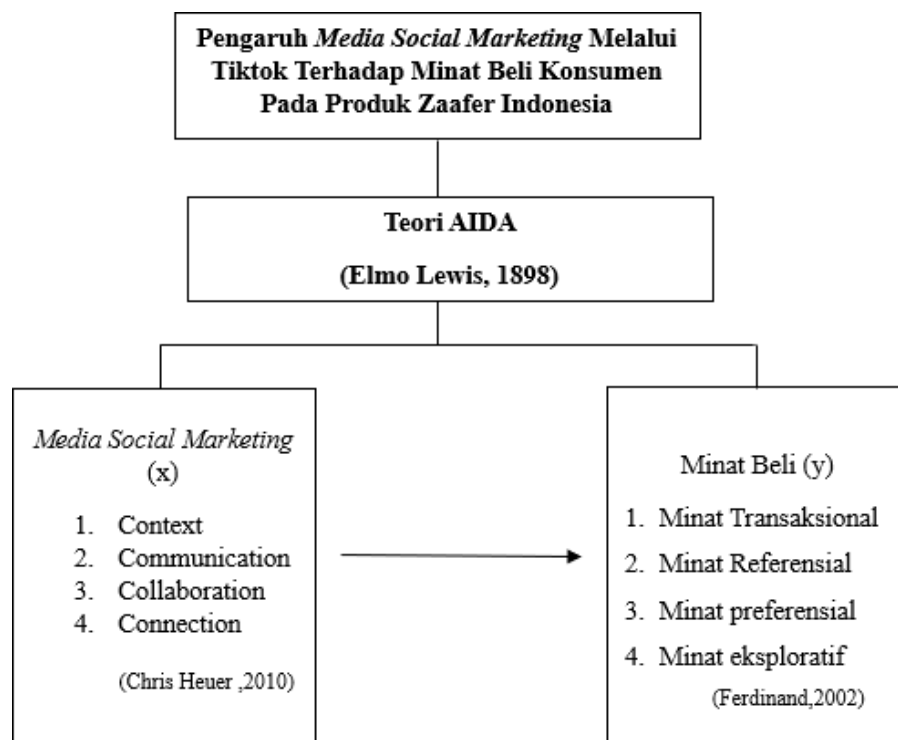 Pengaruh Media Social Marketing Melalui
Tiktok Terhadap Minat Beli Konsumen
Pada Produk Zaafer Indonesia
Teori AIDA
(Elmo Lewis, 1898)
Media Social Marketing
(x)
1. Context
2. Communication
3. Collaboration
4. Connection
(Chris Heuer ,2010)
Minat Beli (y)
1. Minat Transaksional
2. Minat Referensial
3. Minat preferensial
4. Minat eksploratif
(Ferdinand,2002)